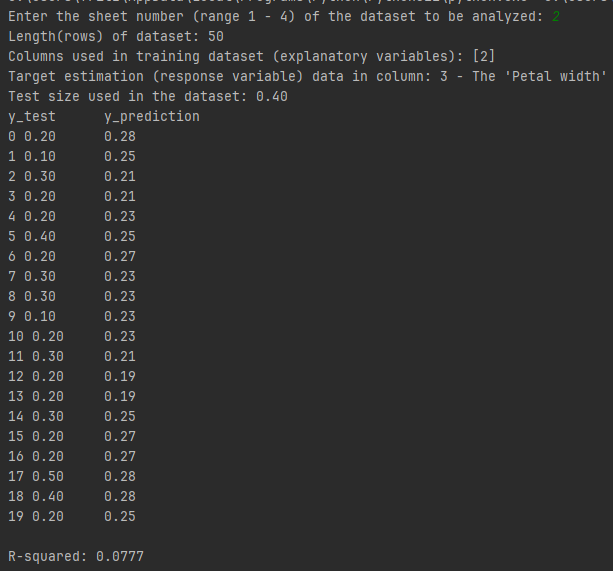 Enter the sheet number (range 1 - 4) of the dataset to be analyzed: 2
Length(rows) of dataset: 50
Columns used in training dataset (explanatory variables): [2]
Target estimation (response variable) data in column: 3 - The 'Petal width'
Test size used in the dataset: 0.40
y_test y_prediction
0 0.20 0.28
1 0.10 0.25
2 0.30 0.21
3 0.20 0.21
4 0.20 0.23
5 0.40 0.25
6 0.20 0.27
7 0.30 0.23
8 0.30 0.23
9 0.10 0.23
10 0.20 0.23
11 0.30 0.21
12 0.20 0.19
13 0.20 0.19
14 0.30 0.25
15 0.20 0.27
16 0.20 0.27
17 0.50 0.28
18 0.40 0.28
19 0.20 0.25
R-squared: 0.0777